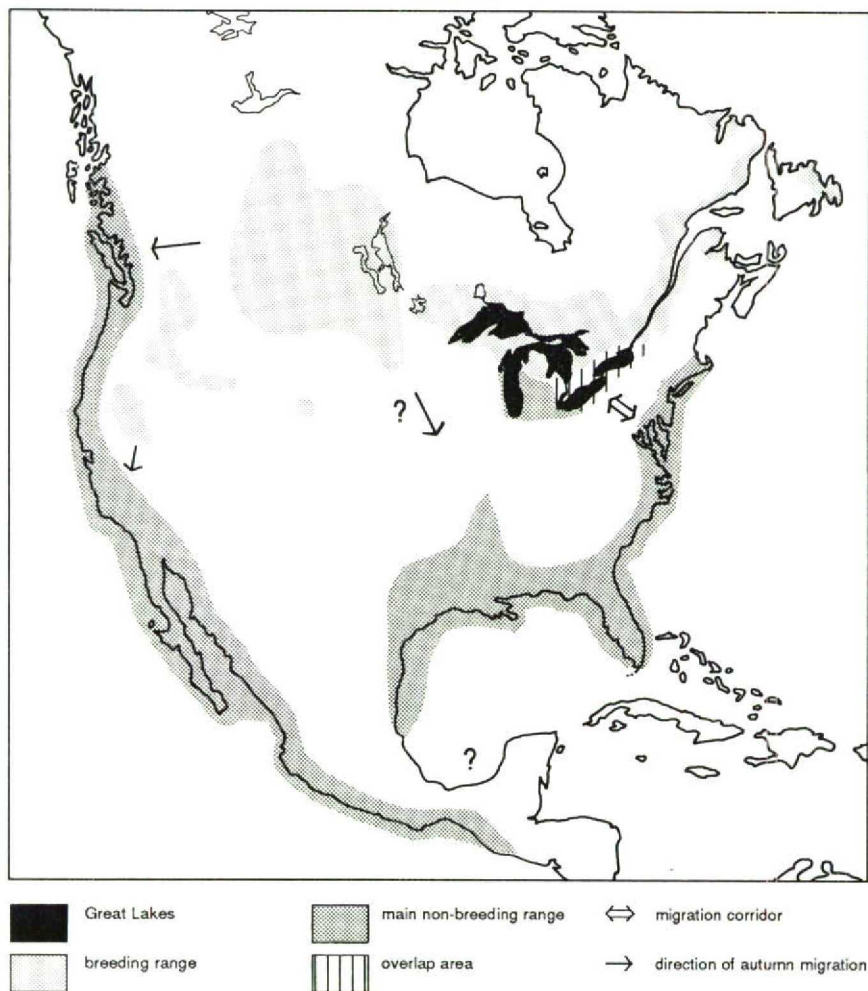 ?
?
Great Lakes
main non-breeding range
migration corridor
breeding range
overlap area
direction of autumn migration